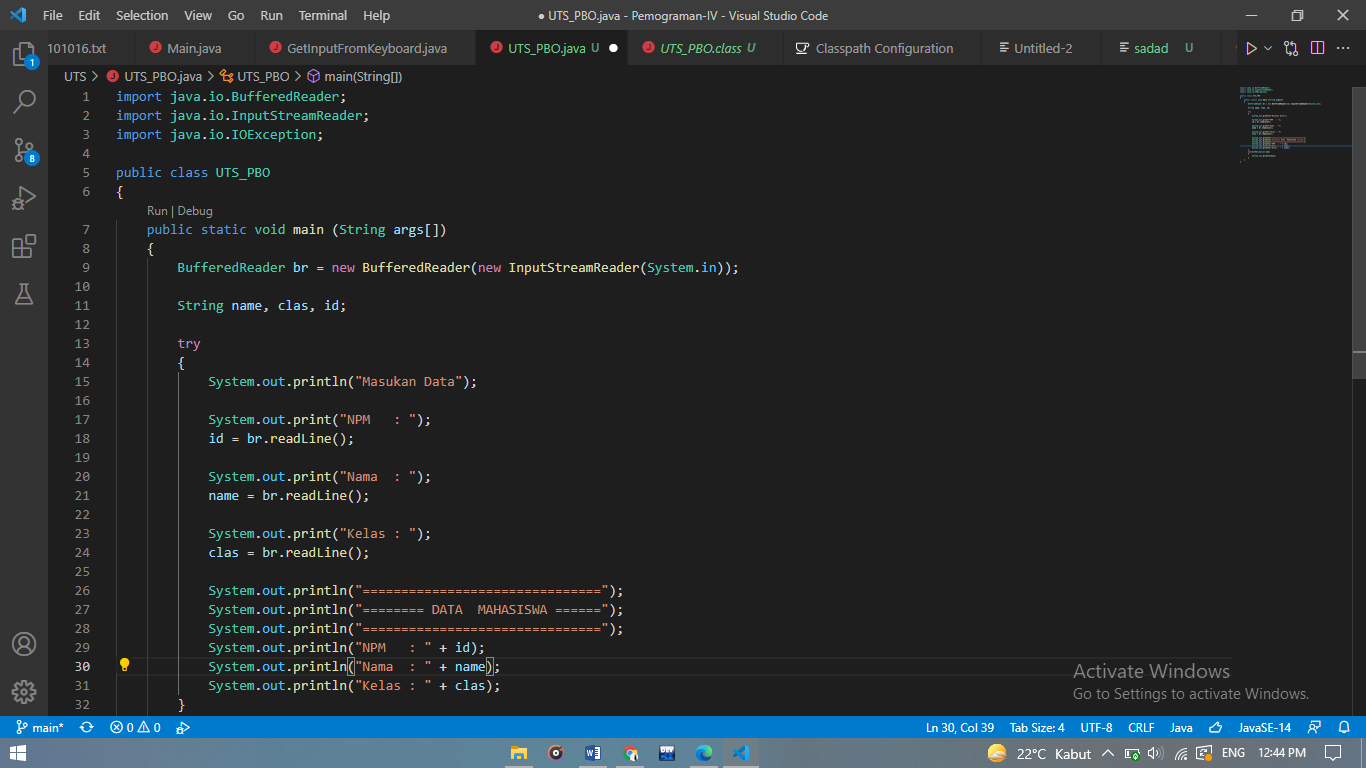 File Edit Selection View Go Run Terminal Help ● UTS_PBO.java - Pemograman-IV - Visual Studio Code
101016.txt Main.java GetInputFromKeyboard.java UTS_PBO.java U ● UTS_PBO.class U Classpath Configuration Untitled-2 sadad U
UTS > UTS_PBO.java > UTS_PBO > main(String[])
1 import java.io.BufferedReader;
2 import java.io.InputStreamReader;
3 import java.io.IOException;
4
5 public class UTS_PBO
6 {
Run | Debug
7 public static void main (String args[])
8 {
9 BufferedReader br = new BufferedReader(new InputStreamReader(System.in));
10
11 String name, clas, id;
12
13 try
14 {
15 System.out.println("Masukan Data");
16
17 System.out.print("NPM   : ");
18 id = br.readLine();
19
20 System.out.print("Nama  : ");
21 name = br.readLine();
22
23 System.out.print("Kelas : ");
24 clas = br.readLine();
25
26 System.out.println("===============================");
27 System.out.println("======== DATA  MAHASISWA ======");
28 System.out.println("===============================");
29 System.out.println("NPM   : " + id);
30 System.out.println("Nama  : " + name);
31 System.out.println("Kelas : " + clas);
32 }
1
8
Activate Windows
Go to Settings to activate Windows.
main* 0 0 Ln 30, Col 39 Tab Size: 4 UTF-8 CRLF Java JavaSE-14
W DEV 22°C Kabut ENG 12:44 PM